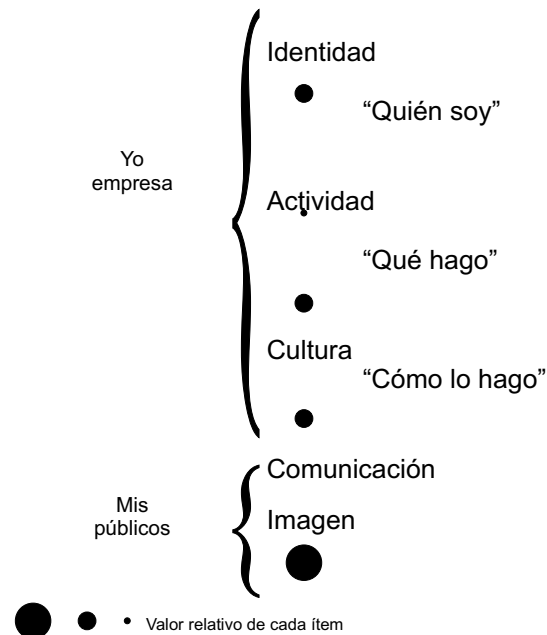 Identidad
“Quién soy”
Yo
empresa
Actividad
“Qué hago”
Cultura
“Cómo lo hago”
Comunicación
Mis
públicos
Imagen
Valor relativo de cada ítem